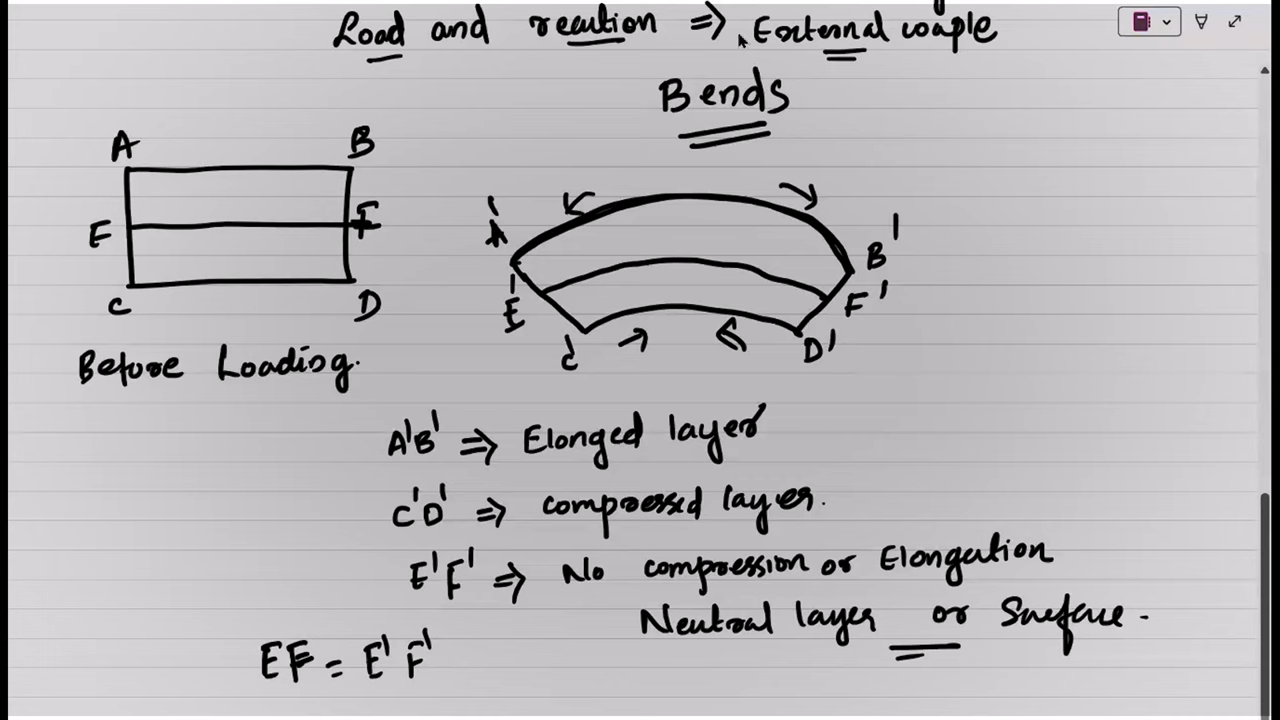 Load and reaction ⇒ External couple
Bends
A B
E F
C D
Before Loading.
A' B'
E' F'
C' D'
A'B' ⇒ Elonged layer
C'D' ⇒ compressed layer.
E'F' ⇒ No compression or Elongation
Neutral layer or Surface.
EF = E'F'